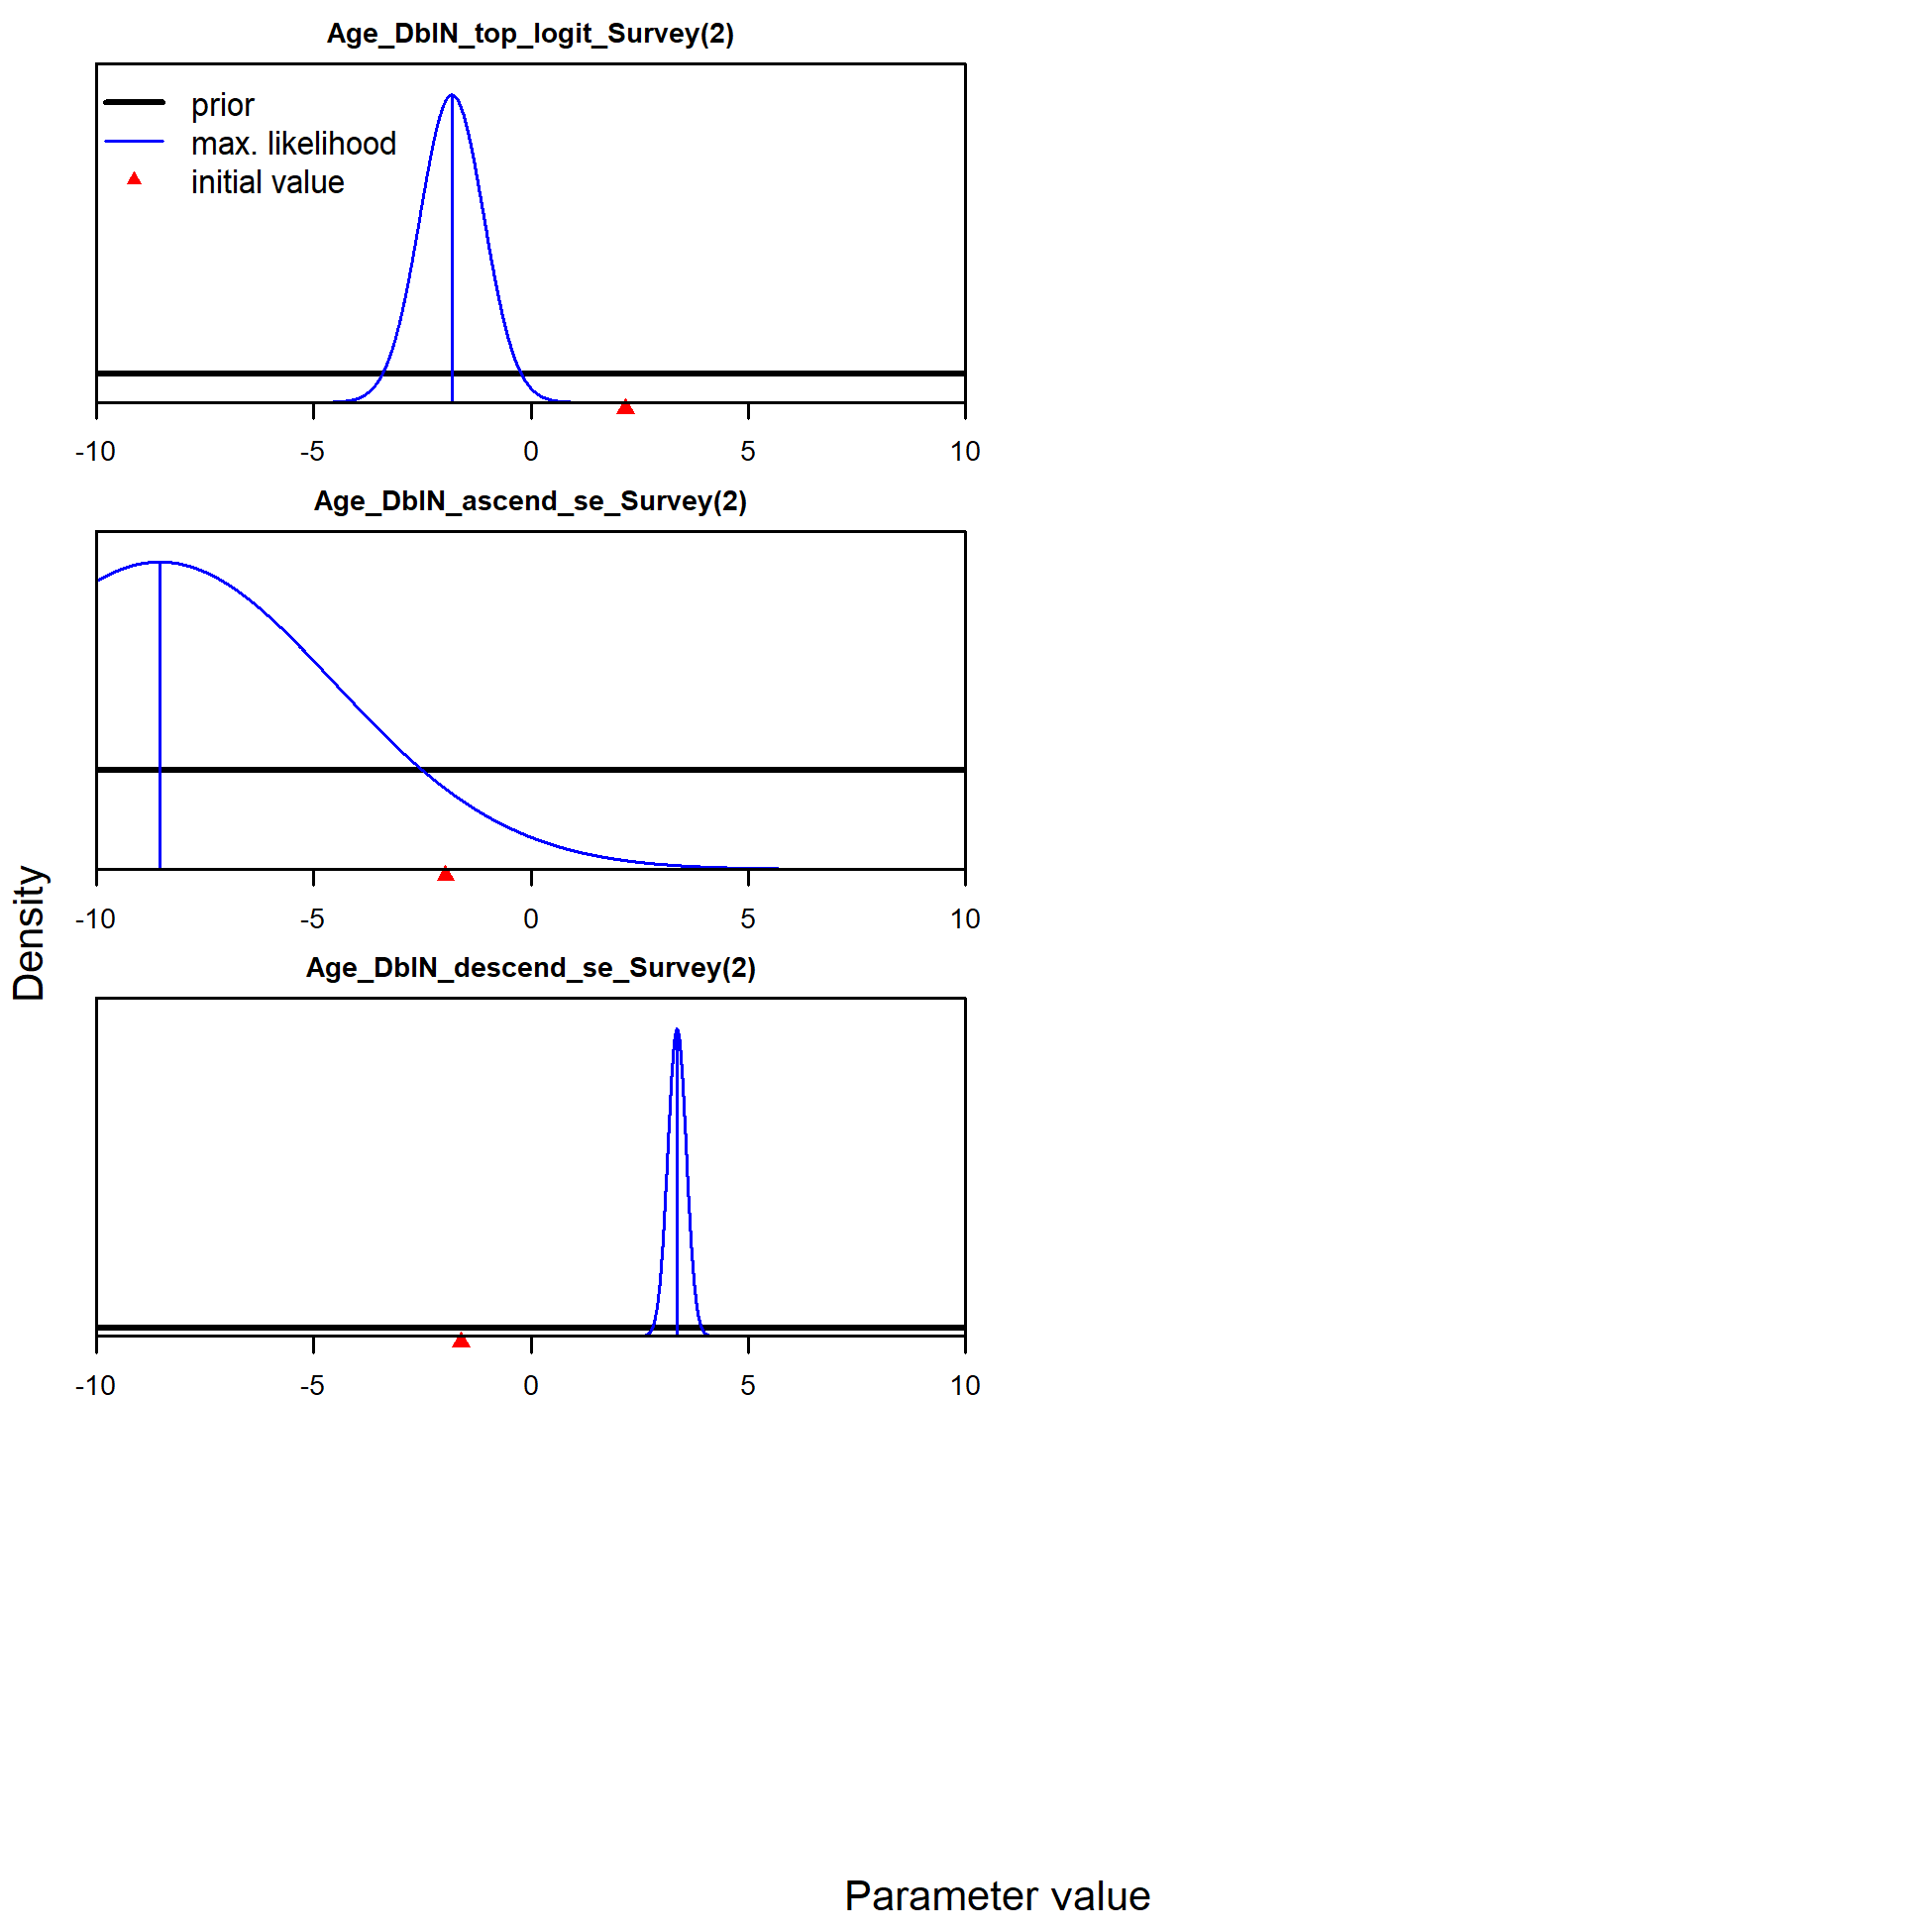 Age_DblN_top_logit_Survey(2)
prior
max. likelihood
initial value
-10 -5 0 5 10
Age_DblN_ascend_se_Survey(2)
-10 -5 0 5 10
Age_DblN_descend_se_Survey(2)
-10 -5 0 5 10
Density
Parameter value